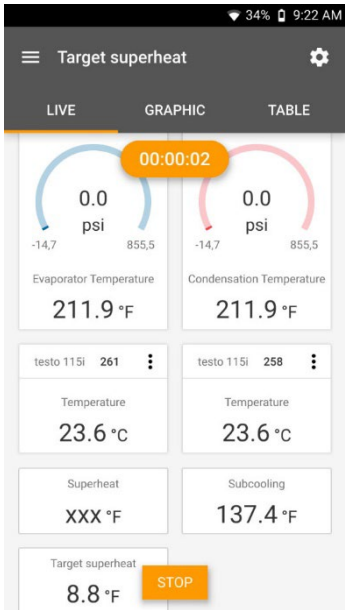 34% 9:22 AM
Target superheat
LIVE GRAPHIC TABLE
00:00:02
0.0 0.0
psi psi
-14,7 855,5 -14,7 855,5
Evaporator Temperature Condensation Temperature
211.9 °F 211.9 °F
testo 115i 261 testo 115i 258
Temperature Temperature
23.6 °C 23.6 °C
Superheat Subcooling
xxx °F 137.4 °F
Target superheat
8.8 °F STOP